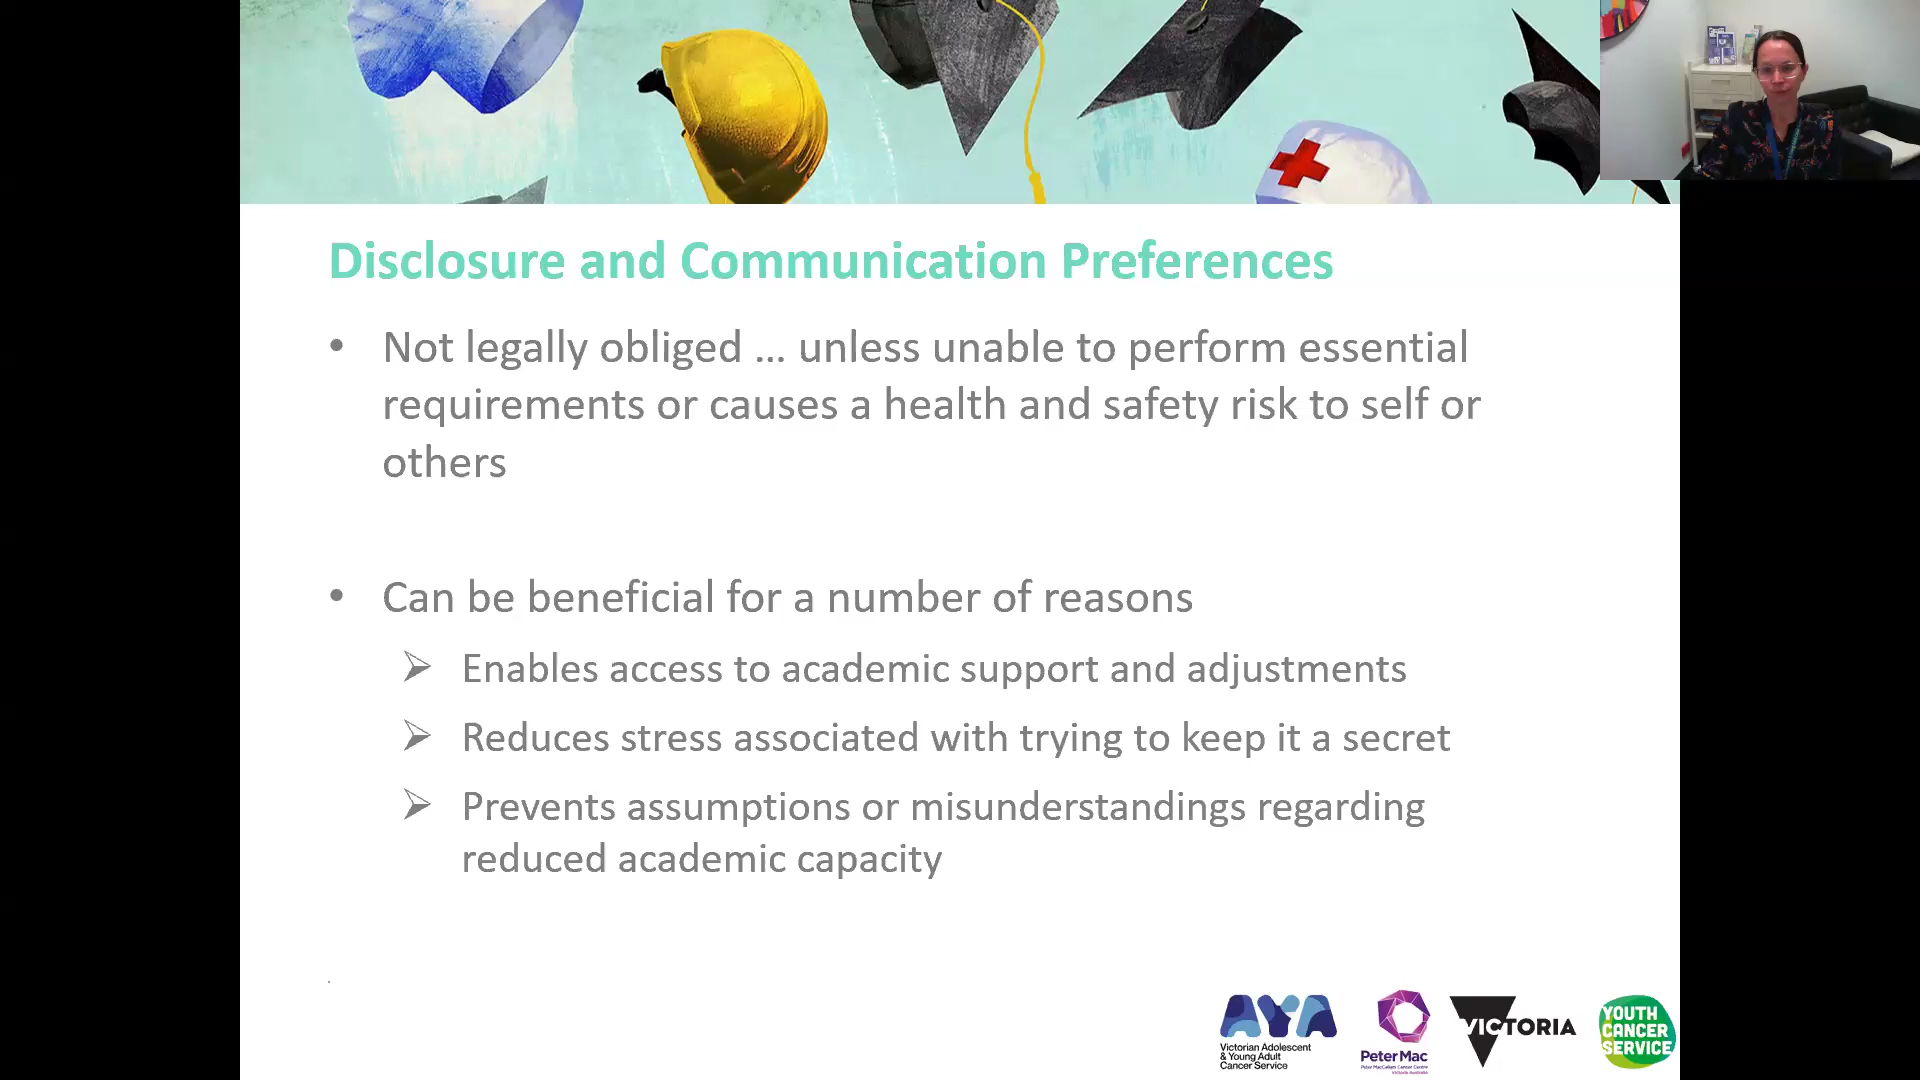 Disclosure and Communication Preferences
• Not legally obliged ... unless unable to perform essential
requirements or causes a health and safety risk to self or
others
• Can be beneficial for a number of reasons
➢ Enables access to academic support and adjustments
➢ Reduces stress associated with trying to keep it a secret
➢ Prevents assumptions or misunderstandings regarding
reduced academic capacity
AYA
Victorian Adolescent
& Young Adult
Cancer Service
Peter Mac
Peter MacCallum Cancer Centre
Victoria Australia
VICTORIA
YOUTH
CANCER
SERVICE